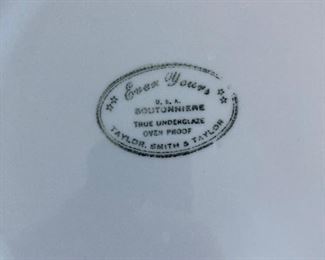 Ever Yours
U. S. A.
BOUTONNIERE
TRUE UNDERGLAZE
OVEN PROOF
TAYLOR, SMITH & TAYLOR